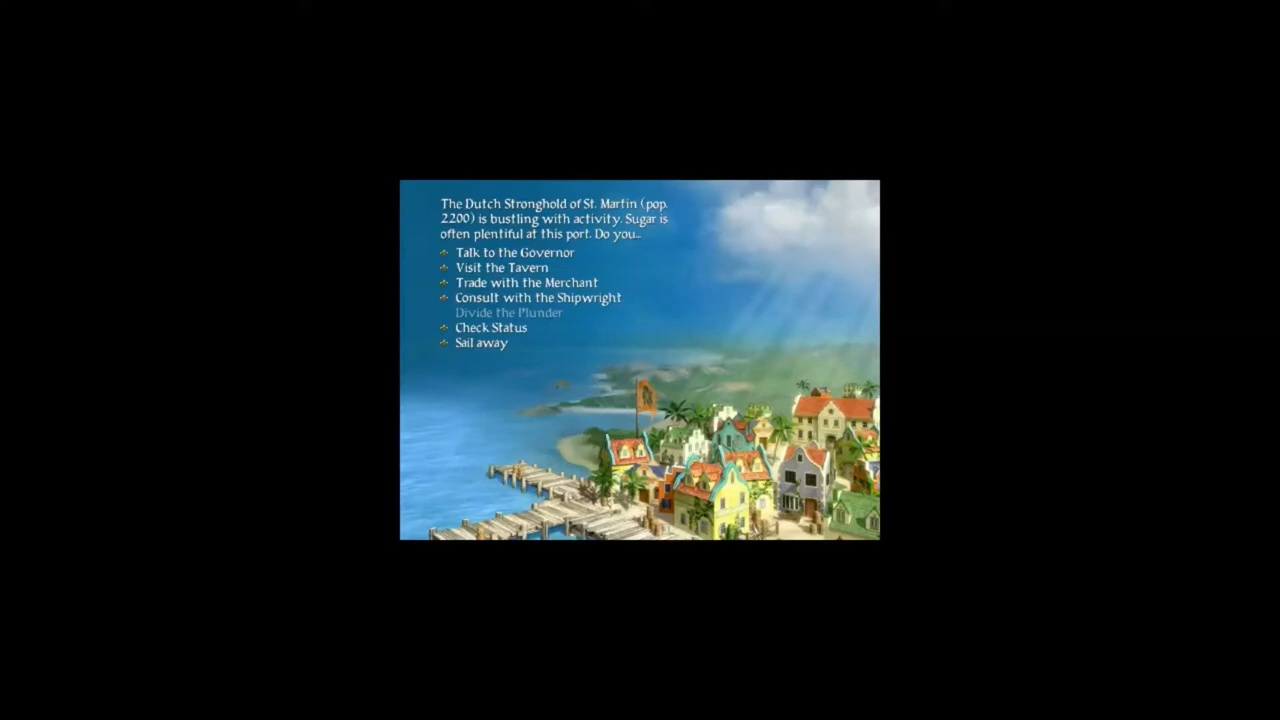 The Dutch Stronghold of St. Martin (pop.
2200) is bustling with activity. Sugar is
often plentiful at this port. Do you...
Talk to the Governor
Visit the Tavern
Trade with the Merchant
Consult with the Shipwright
Divide the Plunder
Check Status
Sail away